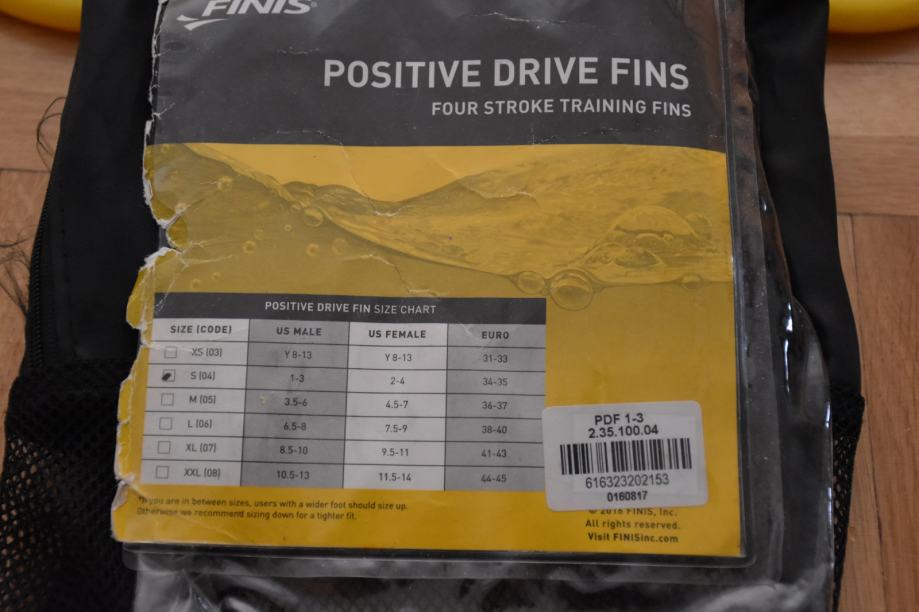 FINIS®
POSITIVE DRIVE FINS
FOUR STROKE TRAINING FINS
POSITIVE DRIVE FIN SIZE CHART
SIZE (CODE) US MALE US FEMALE EURO
XS (03) Y 8-13 Y 8-13 31-33
S (04) 1-3 2-4 34-35
M (05) 3.5-6 4.5-7 36-37
L (06) 6.5-8 7.5-9 38-40
XL (07) 8.5-10 9.5-11 41-43
XXL (08) 10.5-13 11.5-14 44-45
*If you are in between sizes, users with a wider foot should size up.
Otherwise we recommend sizing down for a tighter fit.
PDF 1-3
2.35.100.04
616323202153
0160817
© 2016 FINIS, Inc.
All rights reserved.
Visit FINISinc.com